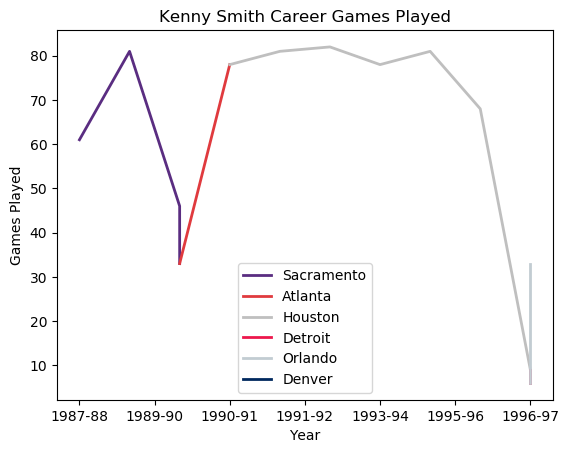 Kenny Smith Career Games Played
80
70
60
50
40
30
20
10
Games Played
Sacramento
Atlanta
Houston
Detroit
Orlando
Denver
1987-88 1989-90 1990-91 1991-92 1993-94 1995-96 1996-97
Year